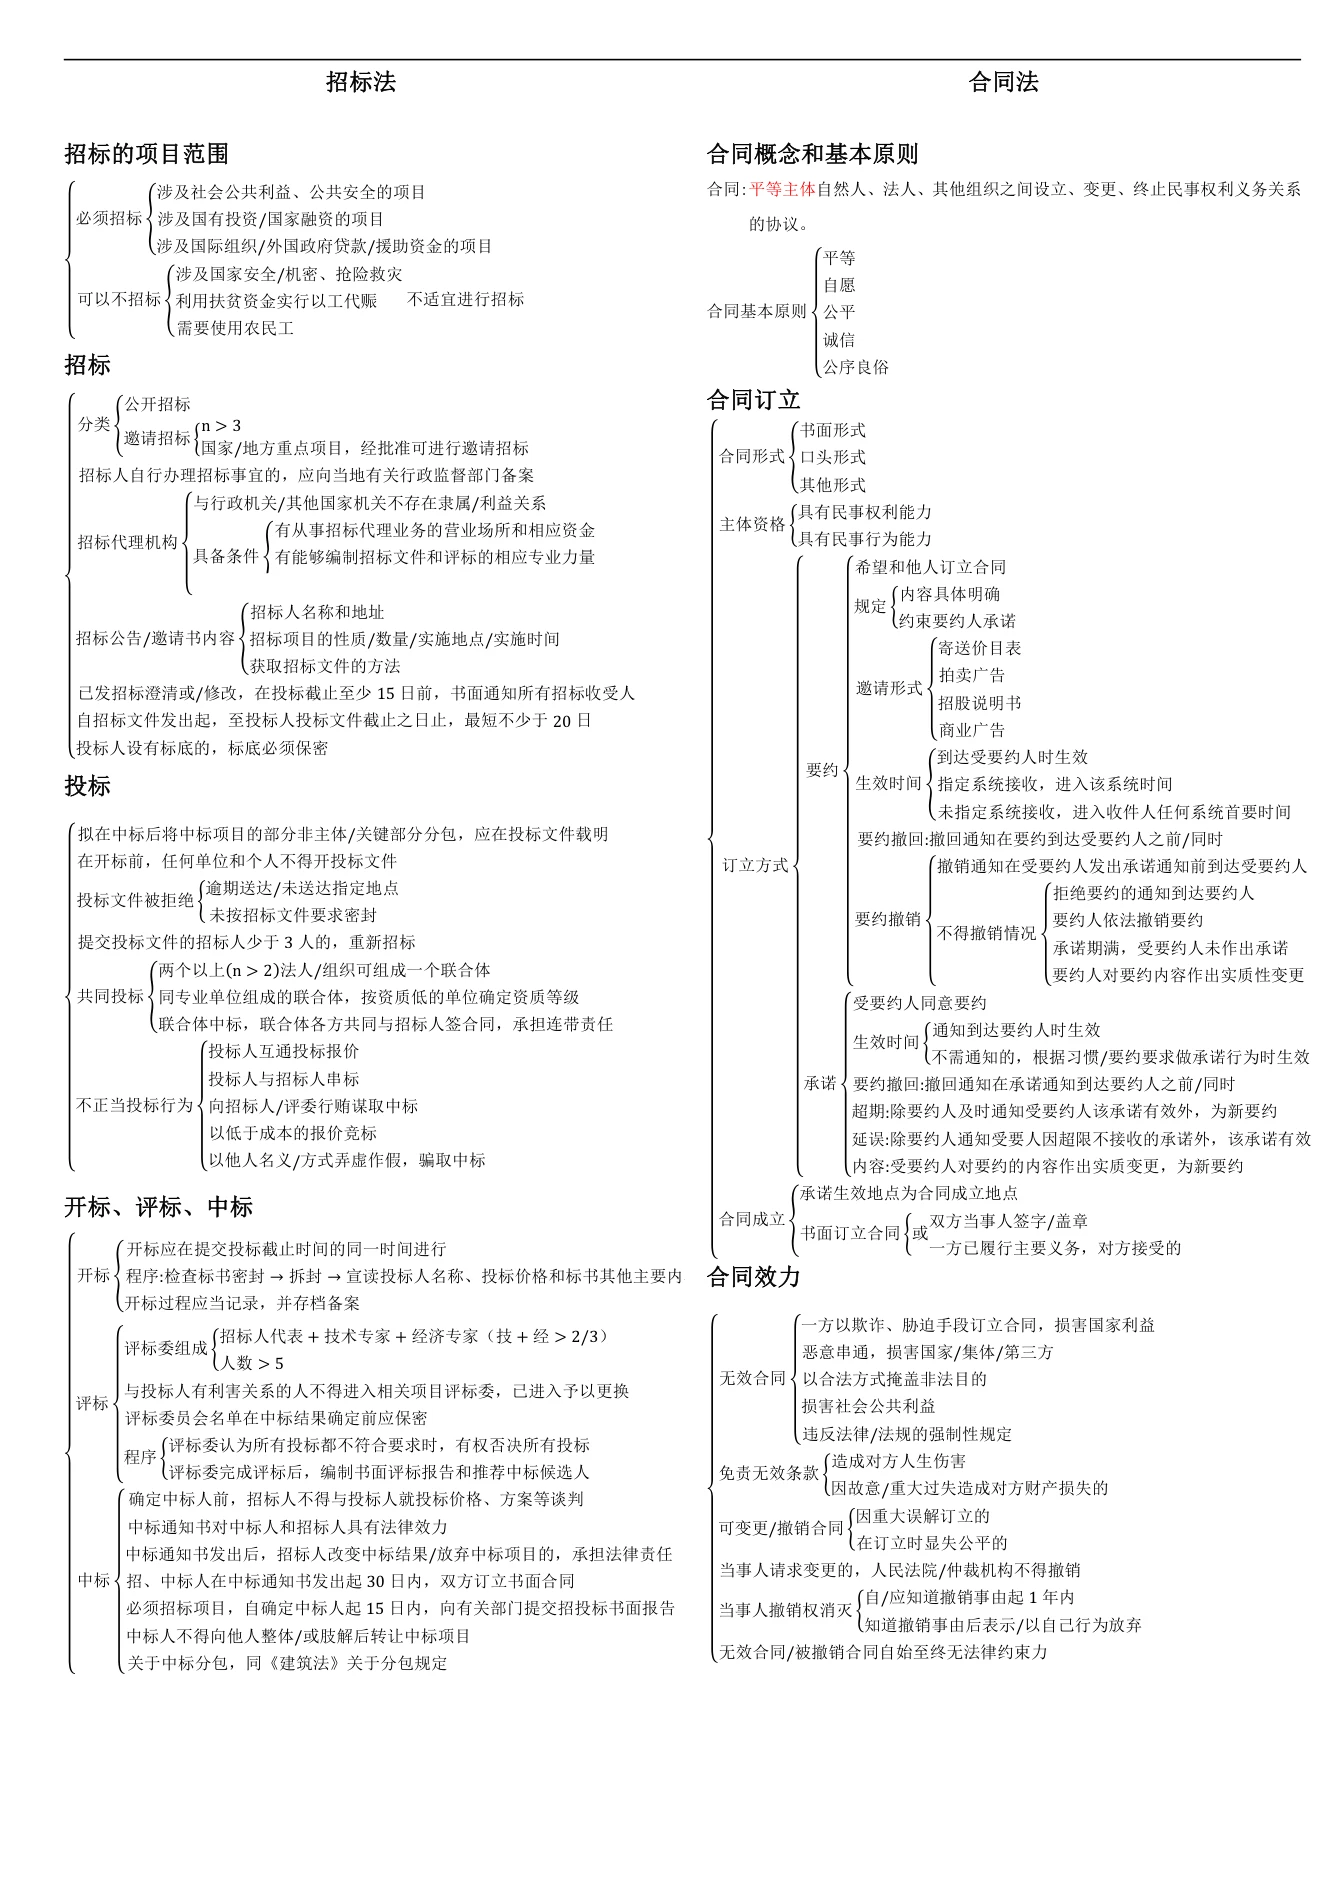 招标法
招标的项目范围
必须招标
涉及社会公共利益、公共安全的项目
涉及国有投资/国家融资的项目
涉及国际组织/外国政府贷款/援助资金的项目
可以不招标
涉及国家安全/机密、抢险救灾
利用扶贫资金实行以工代赈
需要使用农民工
不适宜进行招标
招标
分类
公开招标
邀请招标
n > 3
国家/地方重点项目，经批准可进行邀请招标
招标人自行办理招标事宜的，应向当地有关行政监督部门备案
招标代理机构
与行政机关/其他国家机关不存在隶属/利益关系
具备条件
有从事招标代理业务的营业场所和相应资金
有能够编制招标文件和评标的相应专业力量
招标公告/邀请书内容
招标人名称和地址
招标项目的性质/数量/实施地点/实施时间
获取招标文件的方法
已发招标澄清或/修改，在投标截止至少 15 日前，书面通知所有招标收受人
自招标文件发出起，至投标人投标文件截止之日止，最短不少于 20 日
投标人设有标底的，标底必须保密
投标
拟在中标后将中标项目的部分非主体/关键部分分包，应在投标文件载明
在开标前，任何单位和个人不得开投标文件
投标文件被拒绝
逾期送达/未送达指定地点
未按招标文件要求密封
提交投标文件的招标人少于 3 人的，重新招标
共同投标
两个以上(n > 2)法人/组织可组成一个联合体
同专业单位组成的联合体，按资质低的单位确定资质等级
联合体中标，联合体各方共同与招标人签合同，承担连带责任
不正当投标行为
投标人互通投标报价
投标人与招标人串标
向招标人/评委行贿谋取中标
以低于成本的报价竞标
以他人名义/方式弄虚作假，骗取中标
开标、评标、中标
开标
开标应在提交投标截止时间的同一时间进行
程序:检查标书密封 → 拆封 → 宣读投标人名称、投标价格和标书其他主要内
开标过程应当记录，并存档备案
评标
评标委组成
招标人代表 + 技术专家 + 经济专家（技 + 经 > 2/3）
人数 > 5
与投标人有利害关系的人不得进入相关项目评标委，已进入予以更换
评标委员会名单在中标结果确定前应保密
程序
评标委认为所有投标都不符合要求时，有权否决所有投标
评标委完成评标后，编制书面评标报告和推荐中标候选人
中标
确定中标人前，招标人不得与投标人就投标价格、方案等谈判
中标通知书对中标人和招标人具有法律效力
中标通知书发出后，招标人改变中标结果/放弃中标项目的，承担法律责任
招、中标人在中标通知书发出起 30 日内，双方订立书面合同
必须招标项目，自确定中标人起 15 日内，向有关部门提交招投标书面报告
中标人不得向他人整体/或肢解后转让中标项目
关于中标分包，同《建筑法》关于分包规定
合同法
合同概念和基本原则
合同:平等主体自然人、法人、其他组织之间设立、变更、终止民事权利义务关系
的协议。
合同基本原则
平等
自愿
公平
诚信
公序良俗
合同订立
合同形式
书面形式
口头形式
其他形式
主体资格
具有民事权利能力
具有民事行为能力
订立方式
要约
希望和他人订立合同
规定
内容具体明确
约束要约人承诺
邀请形式
寄送价目表
拍卖广告
招股说明书
商业广告
生效时间
到达受要约人时生效
指定系统接收，进入该系统时间
未指定系统接收，进入收件人任何系统首要时间
要约撤回:撤回通知在要约到达受要约人之前/同时
要约撤销
撤销通知在受要约人发出承诺通知前到达受要约人
不得撤销情况
拒绝要约的通知到达要约人
要约人依法撤销要约
承诺期满，受要约人未作出承诺
要约人对要约内容作出实质性变更
承诺
受要约人同意要约
生效时间
通知到达要约人时生效
不需通知的，根据习惯/要约要求做承诺行为时生效
要约撤回:撤回通知在承诺通知到达要约人之前/同时
超期:除要约人及时通知受要约人该承诺有效外，为新要约
延误:除要约人通知受要人因超限不接收的承诺外，该承诺有效
内容:受要约人对要约的内容作出实质变更，为新要约
合同成立
承诺生效地点为合同成立地点
书面订立合同
或
双方当事人签字/盖章
一方已履行主要义务，对方接受的
合同效力
无效合同
一方以欺诈、胁迫手段订立合同，损害国家利益
恶意串通，损害国家/集体/第三方
以合法方式掩盖非法目的
损害社会公共利益
违反法律/法规的强制性规定
免责无效条款
造成对方人生伤害
因故意/重大过失造成对方财产损失的
可变更/撤销合同
因重大误解订立的
在订立时显失公平的
当事人请求变更的，人民法院/仲裁机构不得撤销
当事人撤销权消灭
自/应知道撤销事由起 1 年内
知道撤销事由后表示/以自己行为放弃
无效合同/被撤销合同自始至终无法律约束力